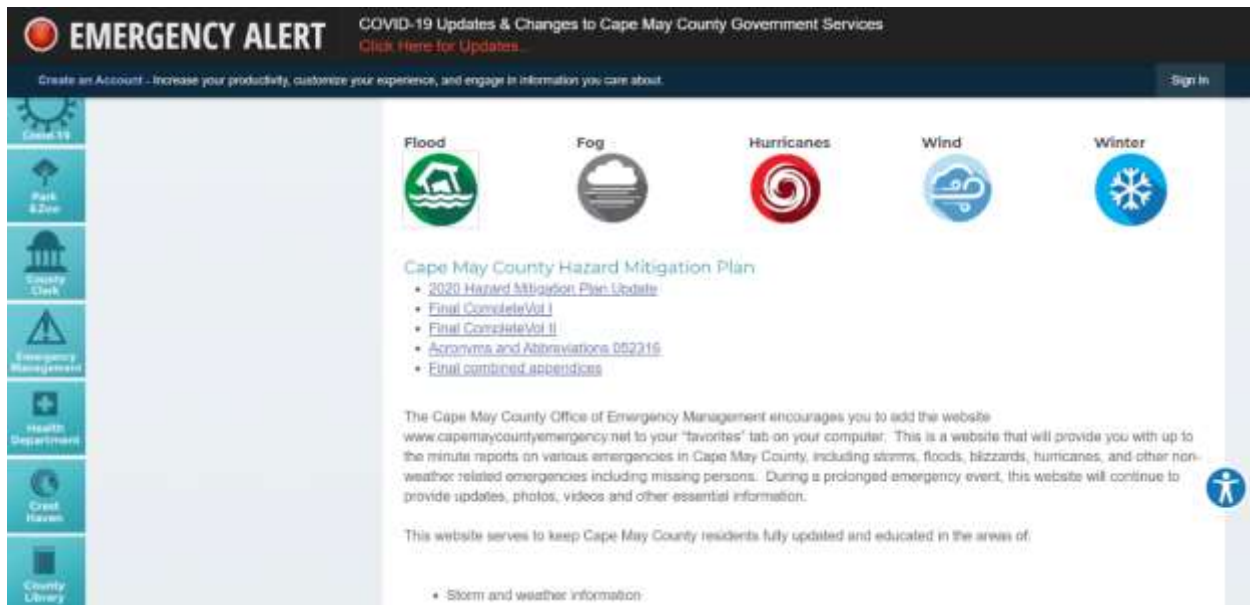 EMERGENCY ALERT
COVID-19 Updates & Changes to Cape May County Government Services
Click Here for Updates...
Create an Account - Increase your productivity, customize your experience, and engage in information you care about.
Sign In
Covid-19
Park
& Zoo
County
Clerk
Emergency
Management
Health
Department
Crest
Haven
County
Library
Flood
Fog
Hurricanes
Wind
Winter
Cape May County Hazard Mitigation Plan
• 2020 Hazard Mitigation Plan Update
• Final CompleteVol I
• Final CompleteVol II
• Acronyms and Abbreviations 052316
• Final combined appendices
The Cape May County Office of Emergency Management encourages you to add the website
www.capemaycountyemergency.net to your "favorites" tab on your computer. This is a website that will provide you with up to
the minute reports on various emergencies in Cape May County, including storms, floods, blizzards, hurricanes, and other non-
weather related emergencies including missing persons. During a prolonged emergency event, this website will continue to
provide updates, photos, videos and other essential information.
This website serves to keep Cape May County residents fully updated and educated in the areas of:
• Storm and weather information